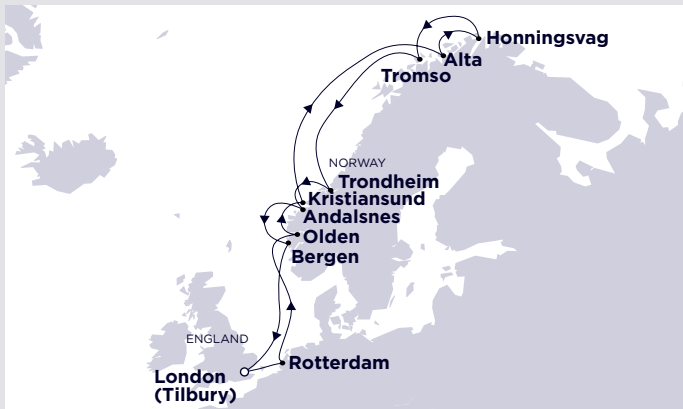 Honningsvag
Alta
Tromso
NORWAY
Trondheim
Kristiansund
Andalsnes
Olden
Bergen
ENGLAND
Rotterdam
London
(Tilbury)